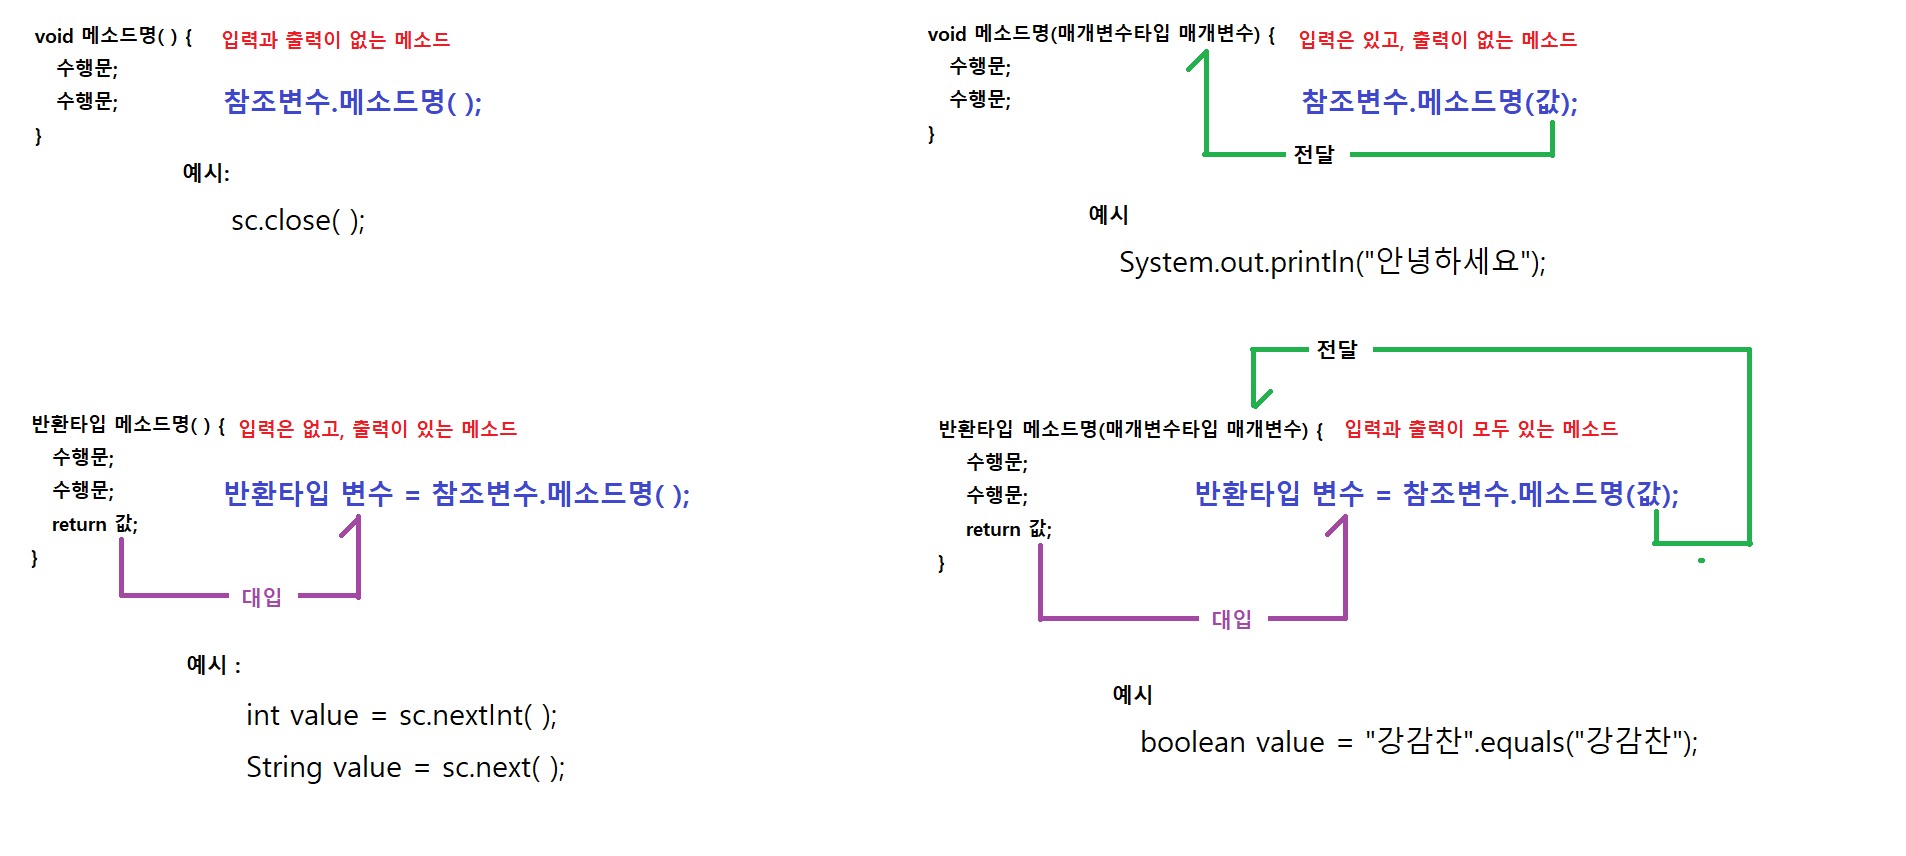 void 메소드명( ) {   입력과 출력이 없는 메소드
수행문;
수행문;   참조변수.메소드명( );
}
예시:
sc.close( );
void 메소드명(매개변수타입 매개변수) {   입력은 있고, 출력이 없는 메소드
수행문;
수행문;   참조변수.메소드명(값);
}
전달
예시
System.out.println("안녕하세요");
반환타입 메소드명( ) {   입력은 없고, 출력이 있는 메소드
수행문;
수행문;   반환타입 변수 = 참조변수.메소드명( );
return 값;
}
대입
예시 :
int value = sc.nextInt( );
String value = sc.next( );
전달
반환타입 메소드명(매개변수타입 매개변수) {   입력과 출력이 모두 있는 메소드
수행문;
수행문;   반환타입 변수 = 참조변수.메소드명(값);
return 값;
}
대입
예시
boolean value = "강감찬".equals("강감찬");